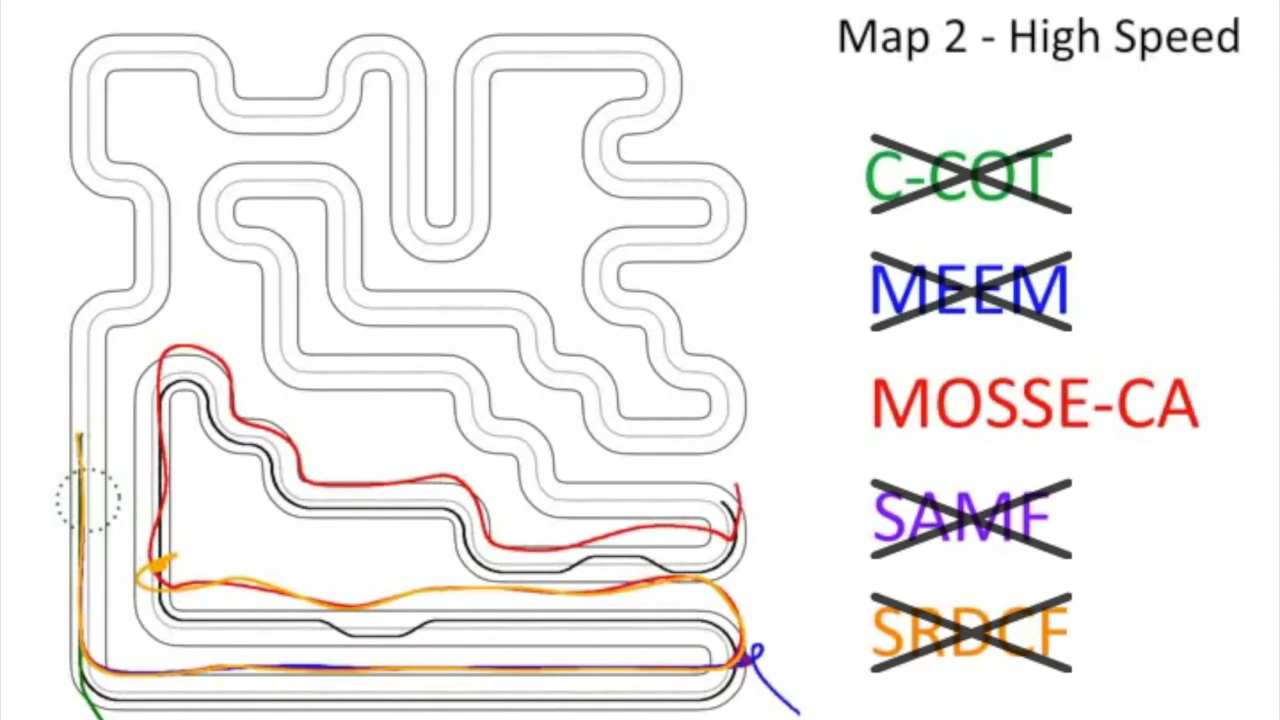 Map 2 - High Speed
C-COT
MEEM
MOSSE-CA
SAMF
SRDCF